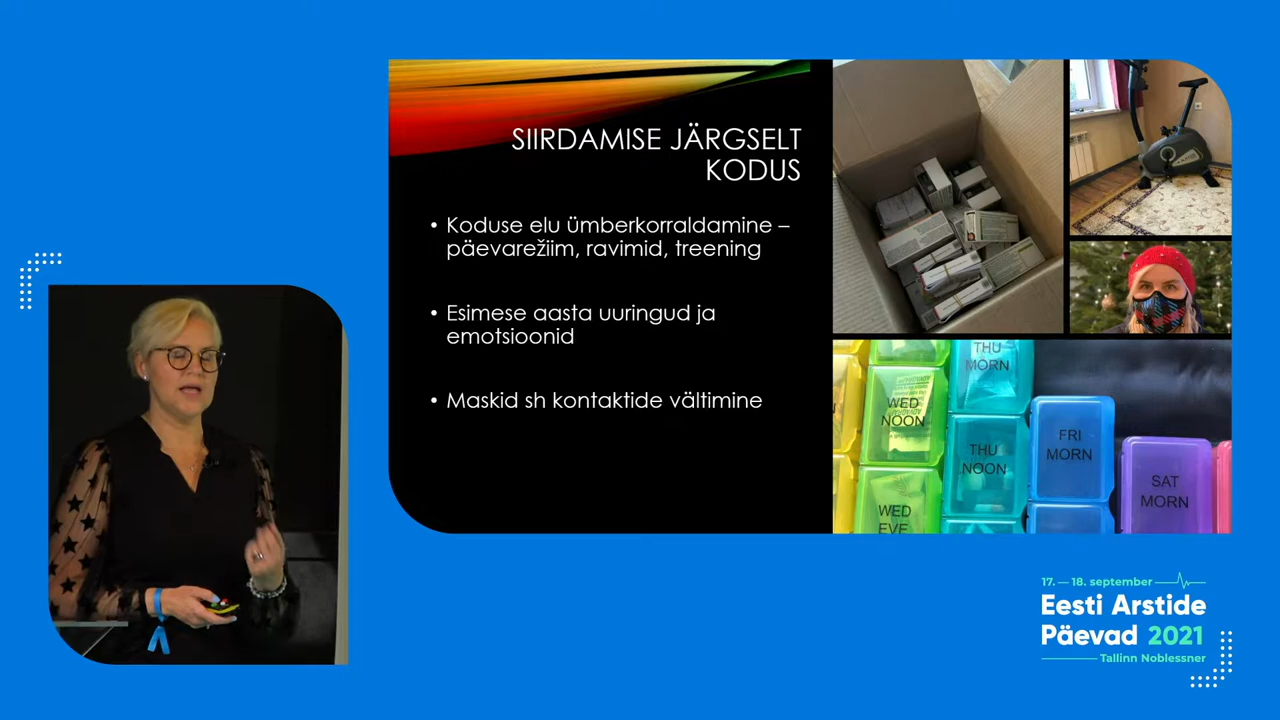 SIIRDAMISE JÄRGSELT
KODUS
• Koduse elu ümberkorraldamine –
päevarežiim, ravimid, treening
• Esimese aasta uuringud ja
emotsioonid
• Maskid sh kontaktide vältimine
THU
MORN
WED
NOON
THU
NOON
FRI
MORN
SAT
MORN
WED
EVE
17. — 18. september
Eesti Arstide
Päevad 2021
Tallinn Noblessner